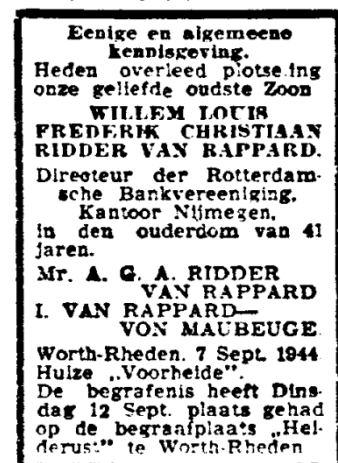 Eenige en algemeene
kennisgeving.
Heden overleed plotseling
onze geliefde oudste Zoon
WILLEM LOUIS
FREDERIK CHRISTIAAN
RIDDER VAN RAPPARD.
Directeur der Rotterdam-
sche Bankvereeniging,
Kantoor Nijmegen,
in den ouderdom van 41
jaren.
Mr. A. G. A. RIDDER
VAN RAPPARD
I. VAN RAPPARD—
VON MAUBEUGE.
Worth-Rheden. 7 Sept. 1944
Huize „Voorheide".
De begrafenis heeft Dins-
dag 12 Sept. plaats gehad
op de begraafplaats „Hei-
derust" te Worth-Rheden